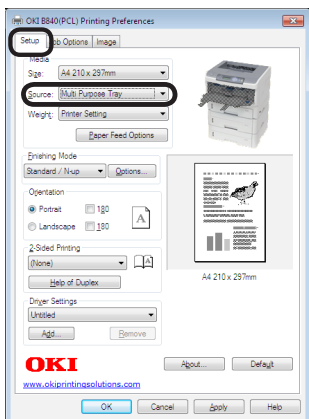 OKI B840(PCL) Printing Preferences
Setup Job Options Image
Media
Size: A4 210 x 297mm
Source: Multi Purpose Tray
Weight: Printer Setting
Paper Feed Options
Finishing Mode
Standard / N-up Options...
Orientation
Portrait 180
Landscape 180
A
2-Sided Printing
(None)
A
Help of Duplex
A4 210 x 297mm
Driver Settings
Untitled
Add... Remove
OKI
About... Default
www.okiprintingsolutions.com
OK Cancel Apply Help